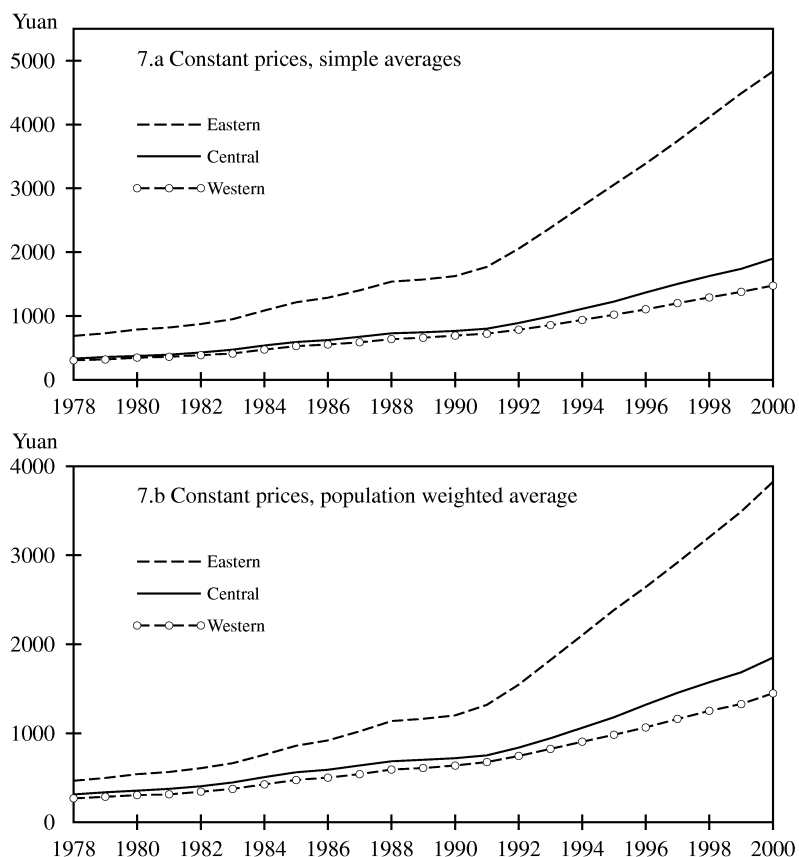 Yuan
7.a Constant prices, simple averages
5000
Eastern
4000
Central
3000
Western
2000
1000
0
1978 1980 1982 1984 1986 1988 1990 1992 1994 1996 1998 2000
Yuan
4000
7.b Constant prices, population weighted average
Eastern
3000
Central
Western
2000
1000
0
1978 1980 1982 1984 1986 1988 1990 1992 1994 1996 1998 2000